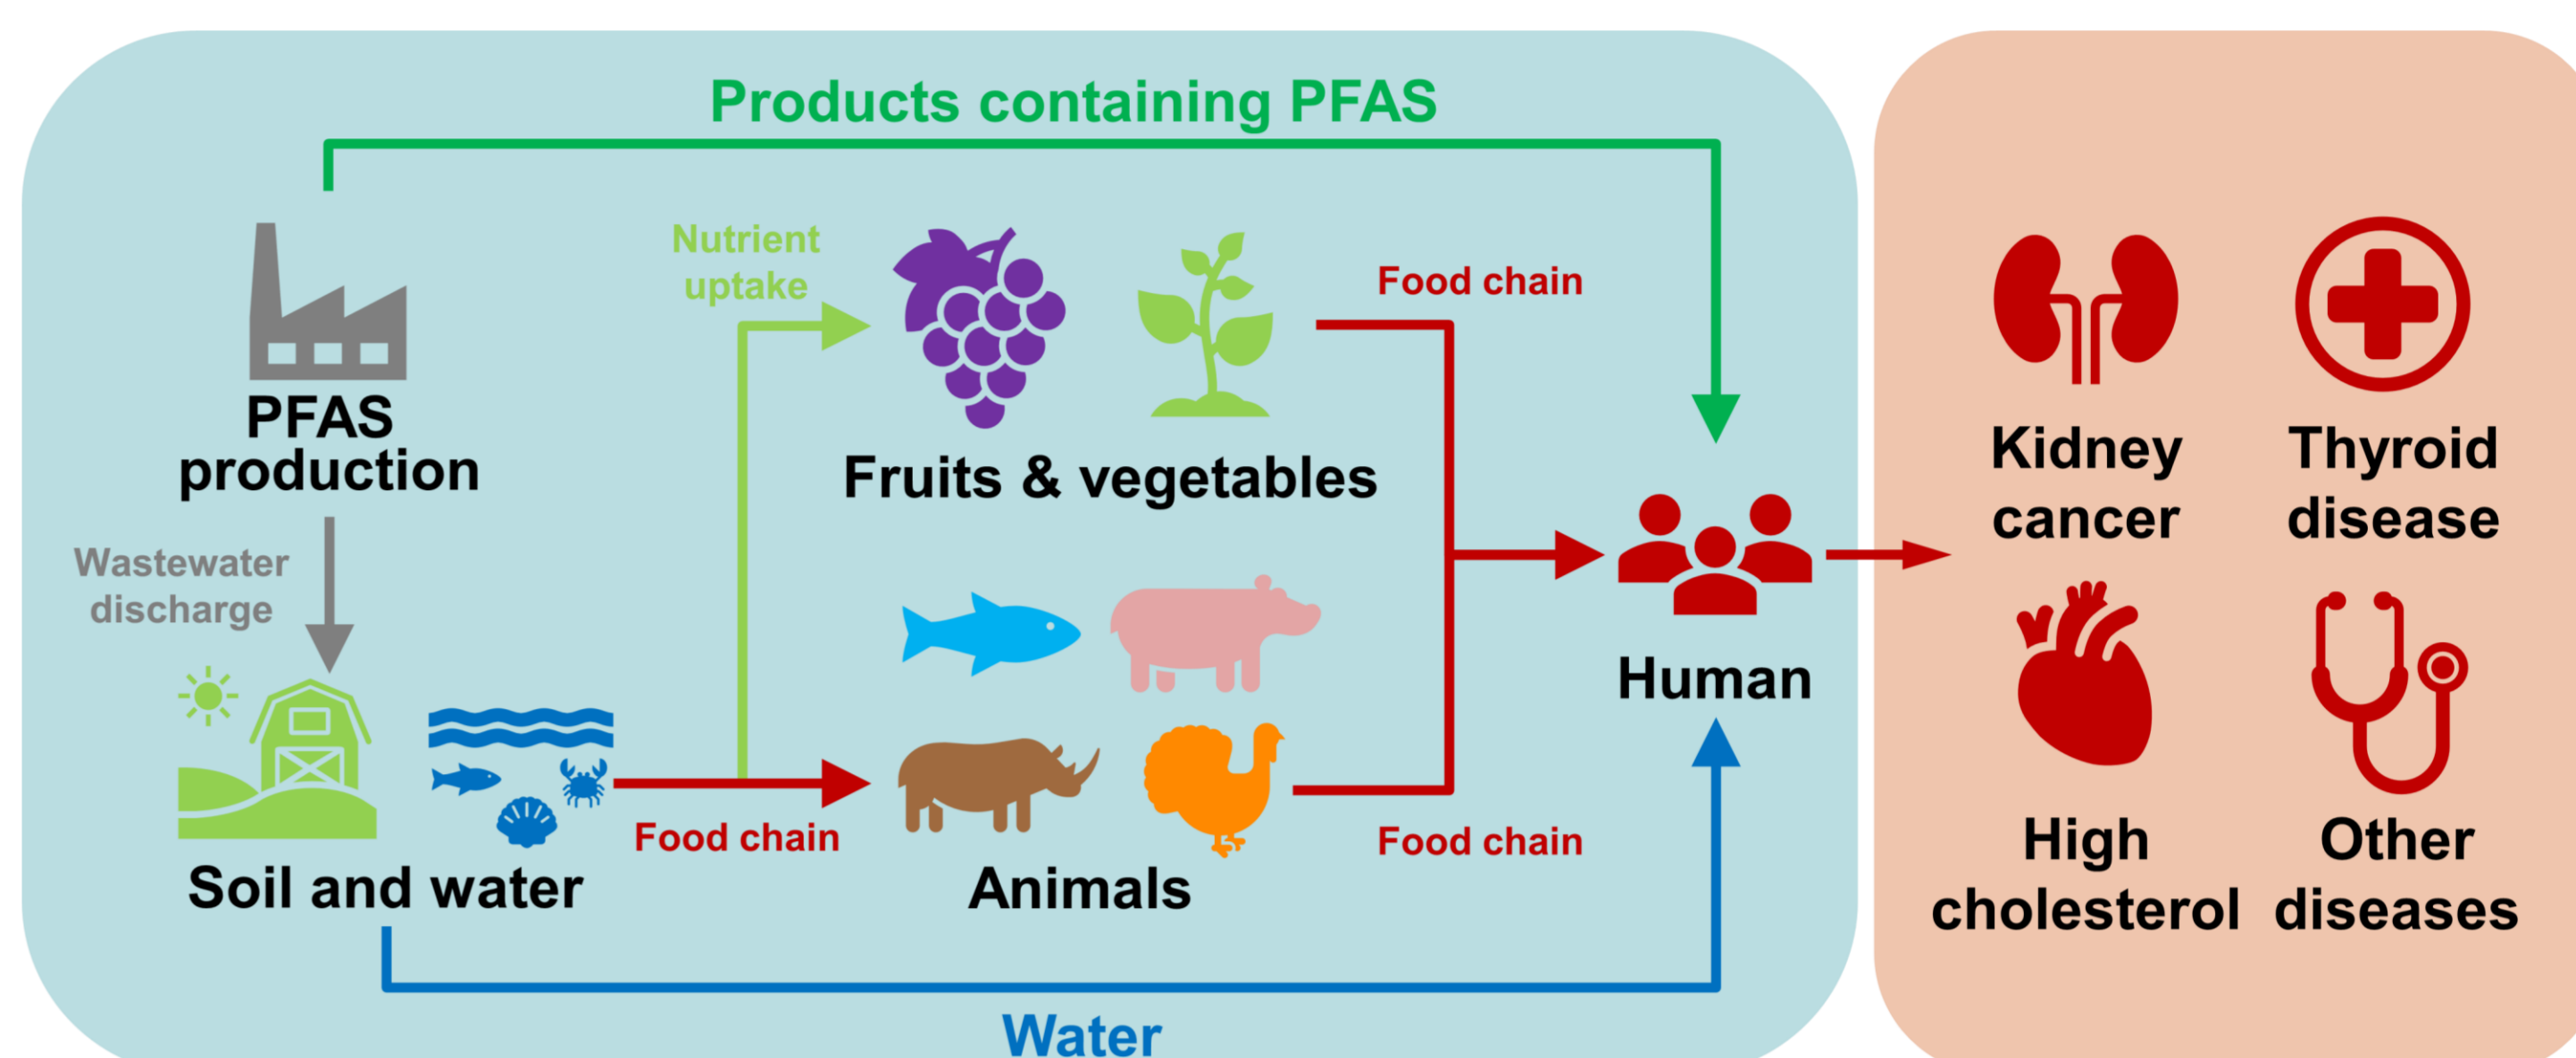 Products containing PFAS
Nutrient
uptake
Food chain
PFAS
production
Fruits & vegetables
Wastewater
discharge
Human
Food chain
Food chain
Soil and water
Animals
Water
Kidney
cancer
Thyroid
disease
High
cholesterol
Other
diseases